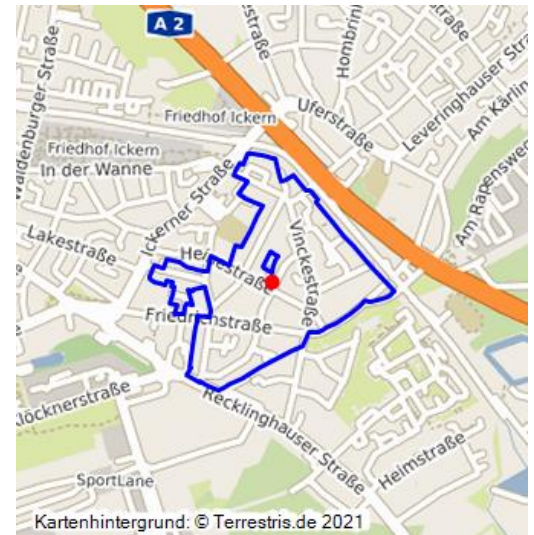 A 2
Hombrin
Waldenburger Straße
Friedhof Ickern
Uferstraße
Leveringhauser Stra
Am Kärlin
Friedhof Ickern
In der Wanne
Ickerner Straße
Am Rapensweg
Lakestraße
Vinckestraße
Friedrichstraße
Klöcknerstraße
Recklinghauser Straße
Heimstraße
SportLane
Kartenhintergrund: © Terrestris.de 2021